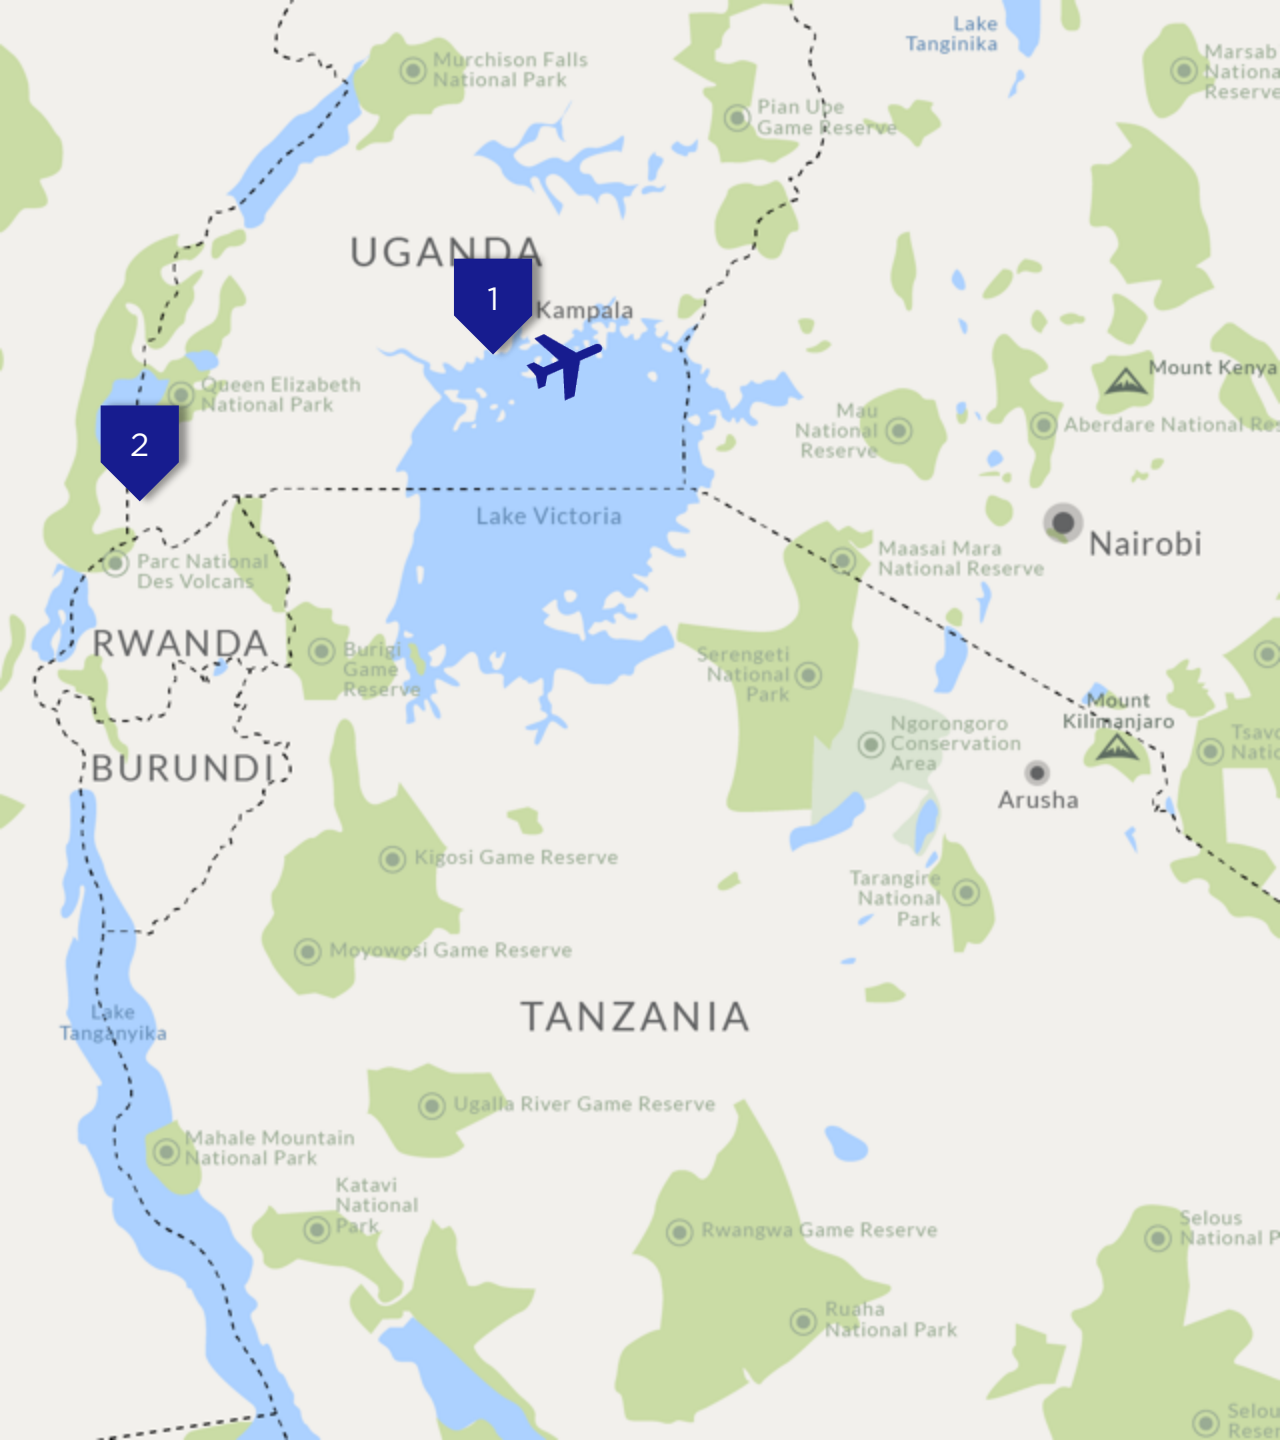 Lake
Tanginika
Murchison Falls
National Park
Marsab
Nationa
Reserve
Pian Upe
Game Reserve
UGANDA
1
Kampala
Mount Kenya
Queen Elizabeth
National Park
Mau
National
Reserve
Aberdare National Res
2
Lake Victoria
Nairobi
Parc National
Des Volcans
Maasai Mara
National Reserve
RWANDA
Burigi
Game
Reserve
Serengeti
National
Park
Mount
Kilimanjaro
Ngorongoro
Conservation
Area
Tsavo
Natio
BURUNDI
Arusha
Kigosi Game Reserve
Tarangire
National
Park
Moyowosi Game Reserve
TANZANIA
Lake
Tanganyika
Ugalla River Game Reserve
Mahale Mountain
National Park
Katavi
National
Park
Rwangwa Game Reserve
Selous
National P
Ruaha
National Park
Selou
Reser